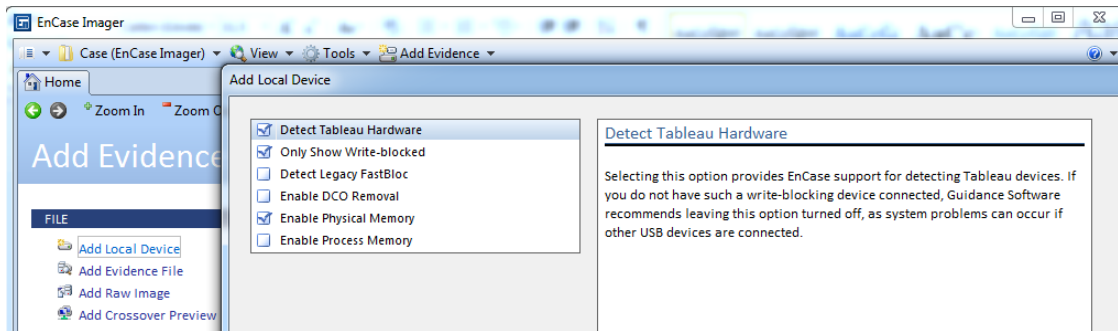 EnCase Imager
Case (EnCase Imager) View Tools Add Evidence
Home
Add Local Device
Zoom In Zoom O
Add Evidence
FILE
Add Local Device
Add Evidence File
Add Raw Image
Add Crossover Preview
Detect Tableau Hardware
Only Show Write-blocked
Detect Legacy FastBloc
Enable DCO Removal
Enable Physical Memory
Enable Process Memory
Detect Tableau Hardware
Selecting this option provides EnCase support for detecting Tableau devices. If
you do not have such a write-blocking device connected, Guidance Software
recommends leaving this option turned off, as system problems can occur if
other USB devices are connected.